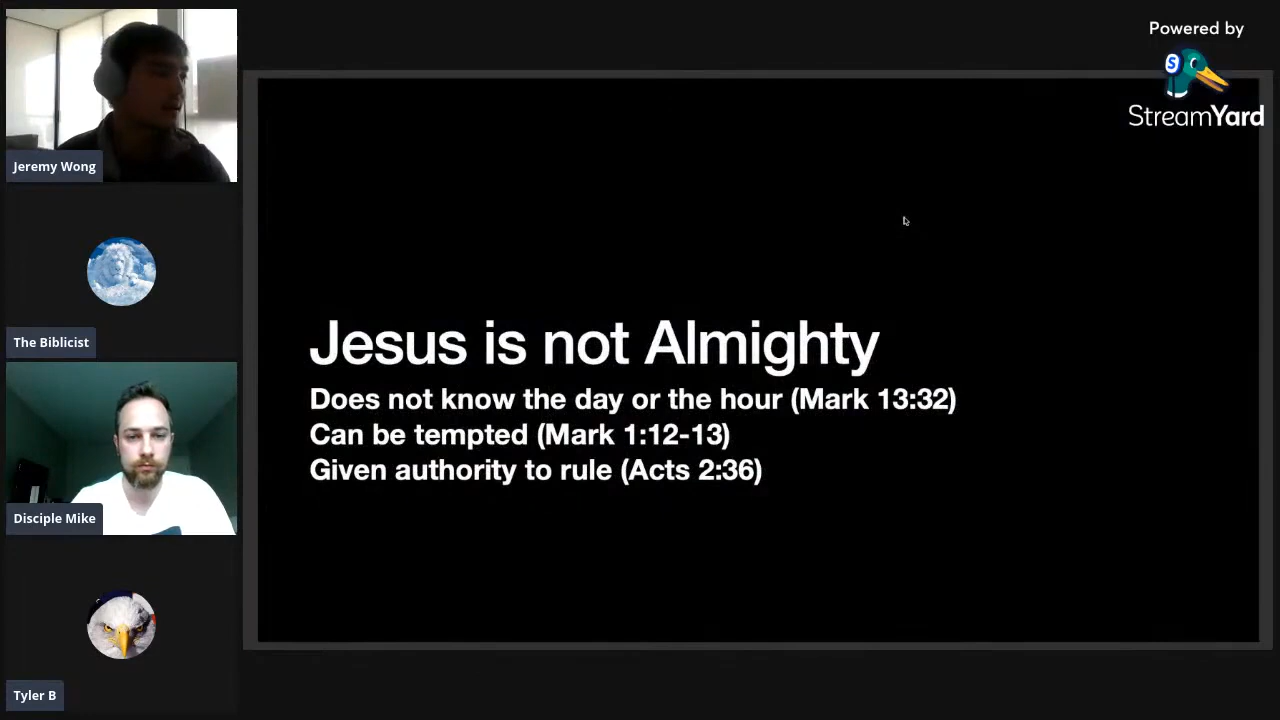 Jeremy Wong
The Biblicist
Disciple Mike
Tyler B
Jesus is not Almighty
Does not know the day or the hour (Mark 13:32)
Can be tempted (Mark 1:12-13)
Given authority to rule (Acts 2:36)
Powered by
S
StreamYard